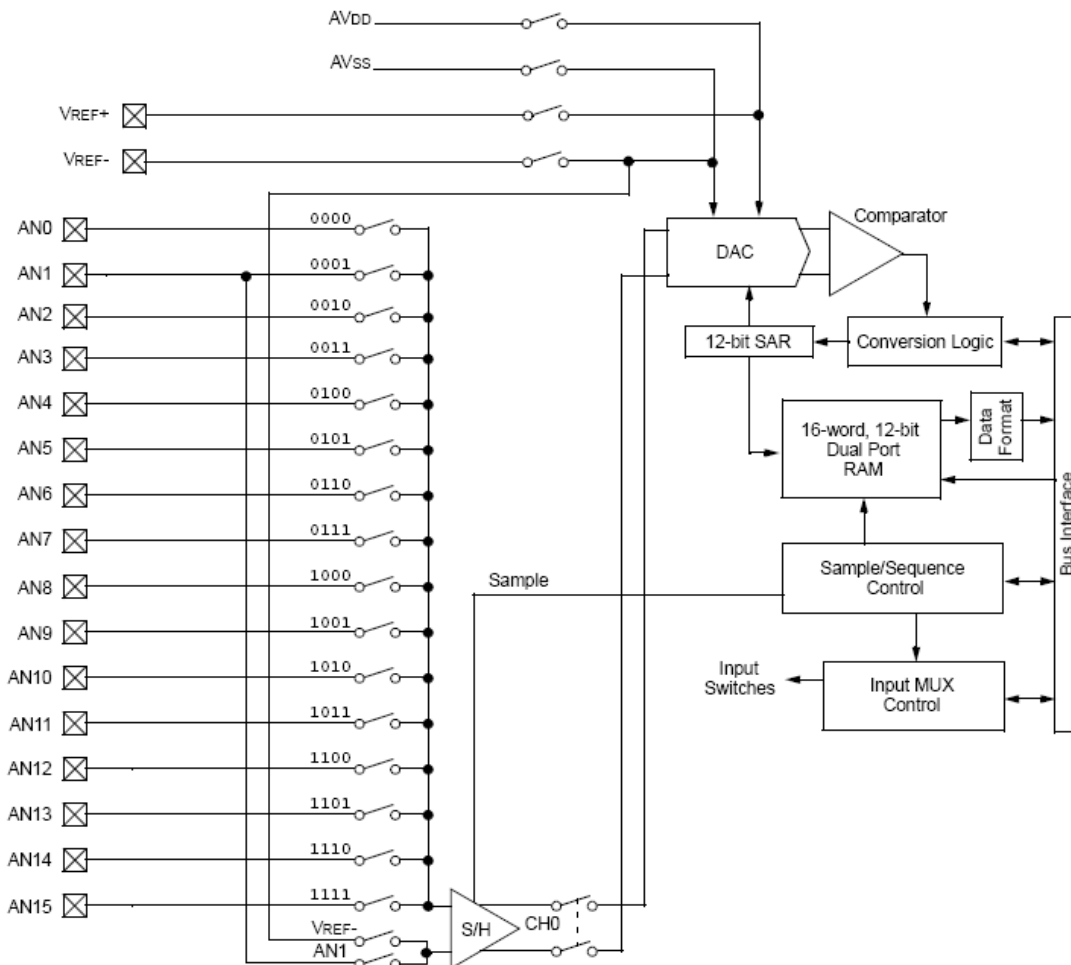 AVDD
AVSS
VREF+
VREF-
AN0
0000
AN1
0001
AN2
0010
AN3
0011
AN4
0100
AN5
0101
AN6
0110
AN7
0111
AN8
1000
AN9
1001
AN10
1010
AN11
1011
AN12
1100
AN13
1101
AN14
1110
AN15
1111
VREF-
AN1
S/H
CH0
Sample
DAC
Comparator
12-bit SAR
Conversion Logic
16-word, 12-bit
Dual Port
RAM
Data
Format
Sample/Sequence
Control
Input
Switches
Input MUX
Control
Bus Interface